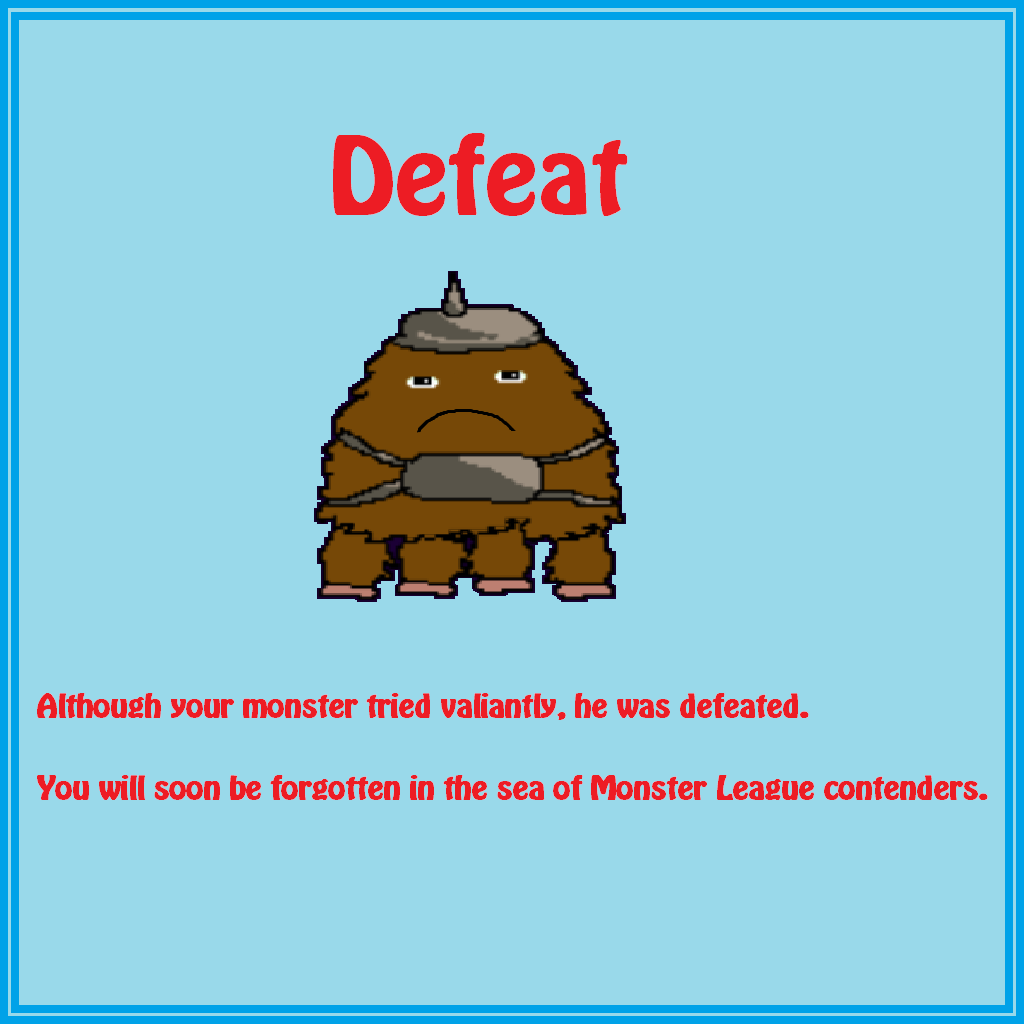 Defeat
Although your monster tried valiantly, he was defeated.
You will soon be forgotten in the sea of Monster League contenders.